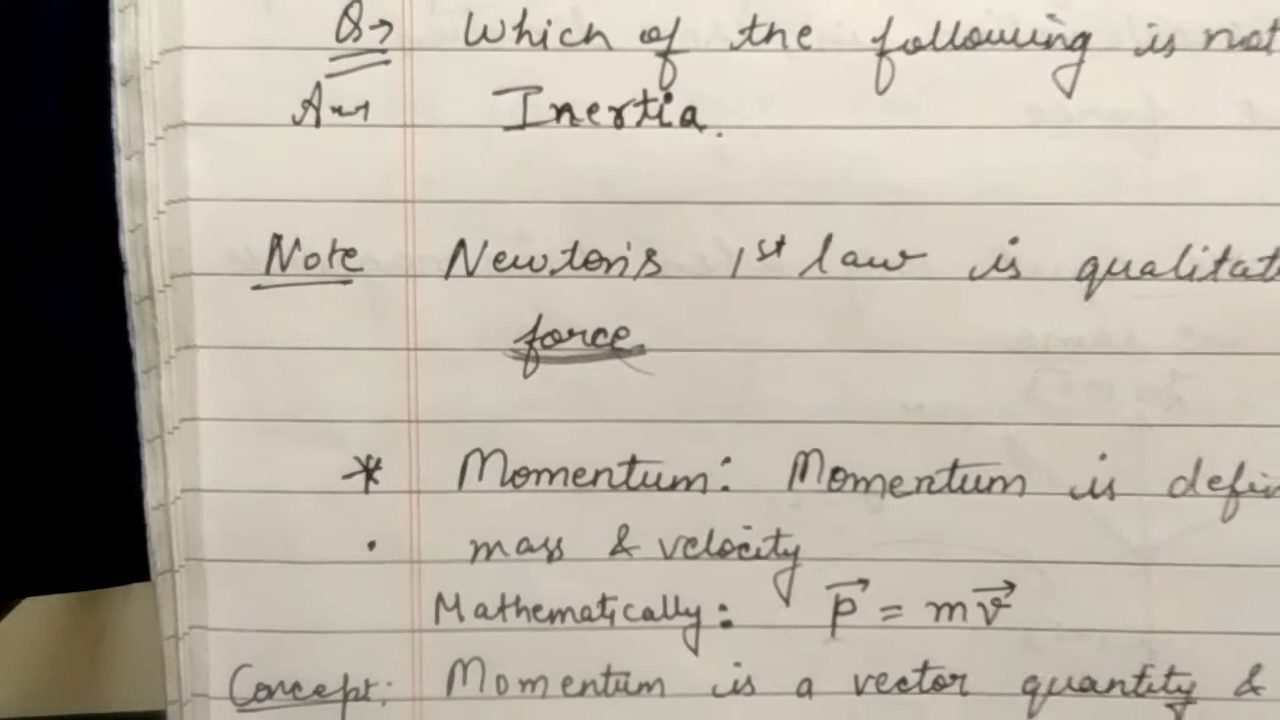 Q→ Which of the following is not
Ans Inertia.
Note Newton's 1st law is qualitat
force
* Momentum: Momentum is defin
. mass & velocity
Mathematically: p⃗ = mv⃗
Concept: Momentum is a vector quantity &